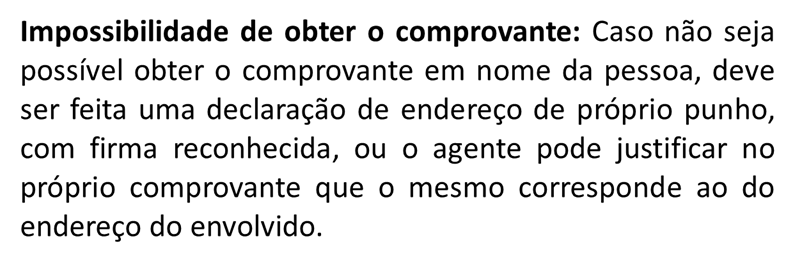 Impossibilidade de obter o comprovante: Caso não seja
possível obter o comprovante em nome da pessoa, deve
ser feita uma declaração de endereço de próprio punho,
com firma reconhecida, ou o agente pode justificar no
próprio comprovante que o mesmo corresponde ao do
endereço do envolvido.